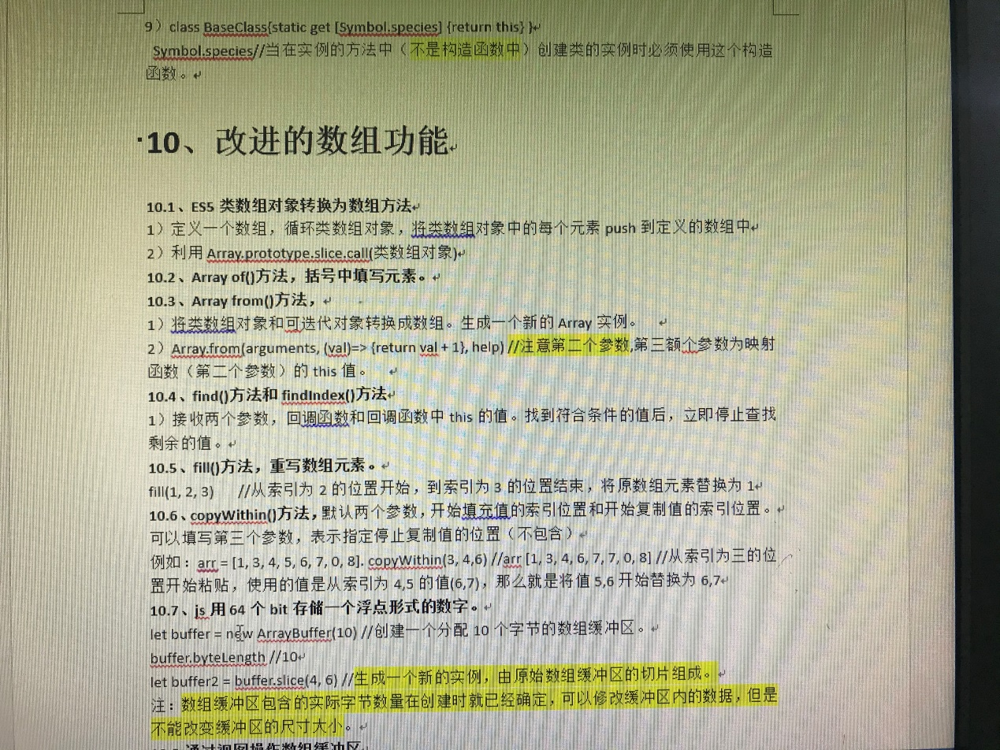 9）class BaseClass{static get [Symbol.species] {return this} }
Symbol.species//当在实例的方法中（不是构造函数中）创建类的实例时必须使用这个构造
函数。
10、改进的数组功能
10.1、ES5 类数组对象转换为数组方法
1）定义一个数组，循环类数组对象，将类数组对象中的每个元素 push 到定义的数组中
2）利用 Array.prototype.slice.call(类数组对象)
10.2、Array of()方法，括号中填写元素。
10.3、Array from()方法，
1）将类数组对象和可迭代对象转换成数组。生成一个新的 Array 实例。
2）Array.from(arguments, (val)=> {return val + 1}, help) //注意第二个参数,第三额个参数为映射
函数（第二个参数）的 this 值。
10.4、find()方法和 findIndex()方法
1）接收两个参数，回调函数和回调函数中 this 的值。找到符合条件的值后，立即停止查找
剩余的值。
10.5、fill()方法，重写数组元素。
fill(1, 2, 3) //从索引为 2 的位置开始，到索引为 3 的位置结束，将原数组元素替换为 1
10.6、copyWithin()方法，默认两个参数，开始填充值的索引位置和开始复制值的索引位置。
可以填写第三个参数，表示指定停止复制值的位置（不包含）
例如：arr = [1, 3, 4, 5, 6, 7, 0, 8]. copyWithin(3, 4,6) //arr [1, 3, 4, 6, 7, 7, 0, 8] //从索引为三的位
置开始粘贴，使用的值是从索引为 4,5 的值(6,7)，那么就是将值 5,6 开始替换为 6,7
10.7、js 用 64 个 bit 存储一个浮点形式的数字。
let buffer = new ArrayBuffer(10) //创建一个分配 10 个字节的数组缓冲区。
buffer.byteLength //10
let buffer2 = buffer.slice(4, 6) //生成一个新的实例，由原始数组缓冲区的切片组成。
注：数组缓冲区包含的实际字节数量在创建时就已经确定，可以修改缓冲区内的数据，但是
不能改变缓冲区的尺寸大小。
通过视图操作数组缓冲区